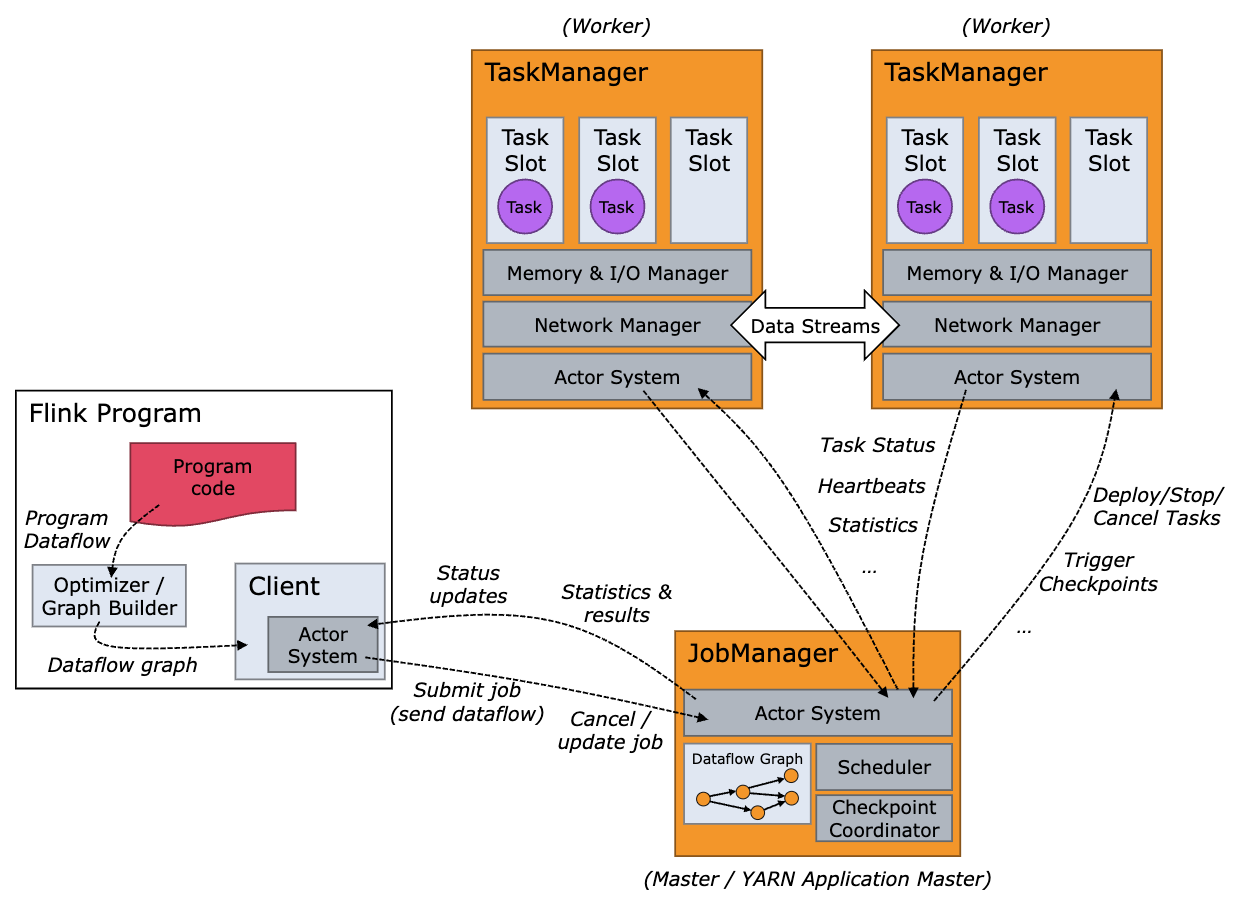 (Worker)
(Worker)
TaskManager
Task
Slot
Task
Task
Slot
Task
Task
Slot
Memory & I/O Manager
Network Manager
Actor System
TaskManager
Task
Slot
Task
Task
Slot
Task
Task
Slot
Memory & I/O Manager
Network Manager
Actor System
Data Streams
Flink Program
Program
code
Program
Dataflow
Optimizer /
Graph Builder
Dataflow graph
Client
Actor
System
Status
updates
Statistics &
results
Submit job
(send dataflow)
Cancel /
update job
Task Status
Heartbeats
Statistics
...
Deploy/Stop/
Cancel Tasks
Trigger
Checkpoints
...
JobManager
Actor System
Dataflow Graph
Scheduler
Checkpoint
Coordinator
(Master / YARN Application Master)